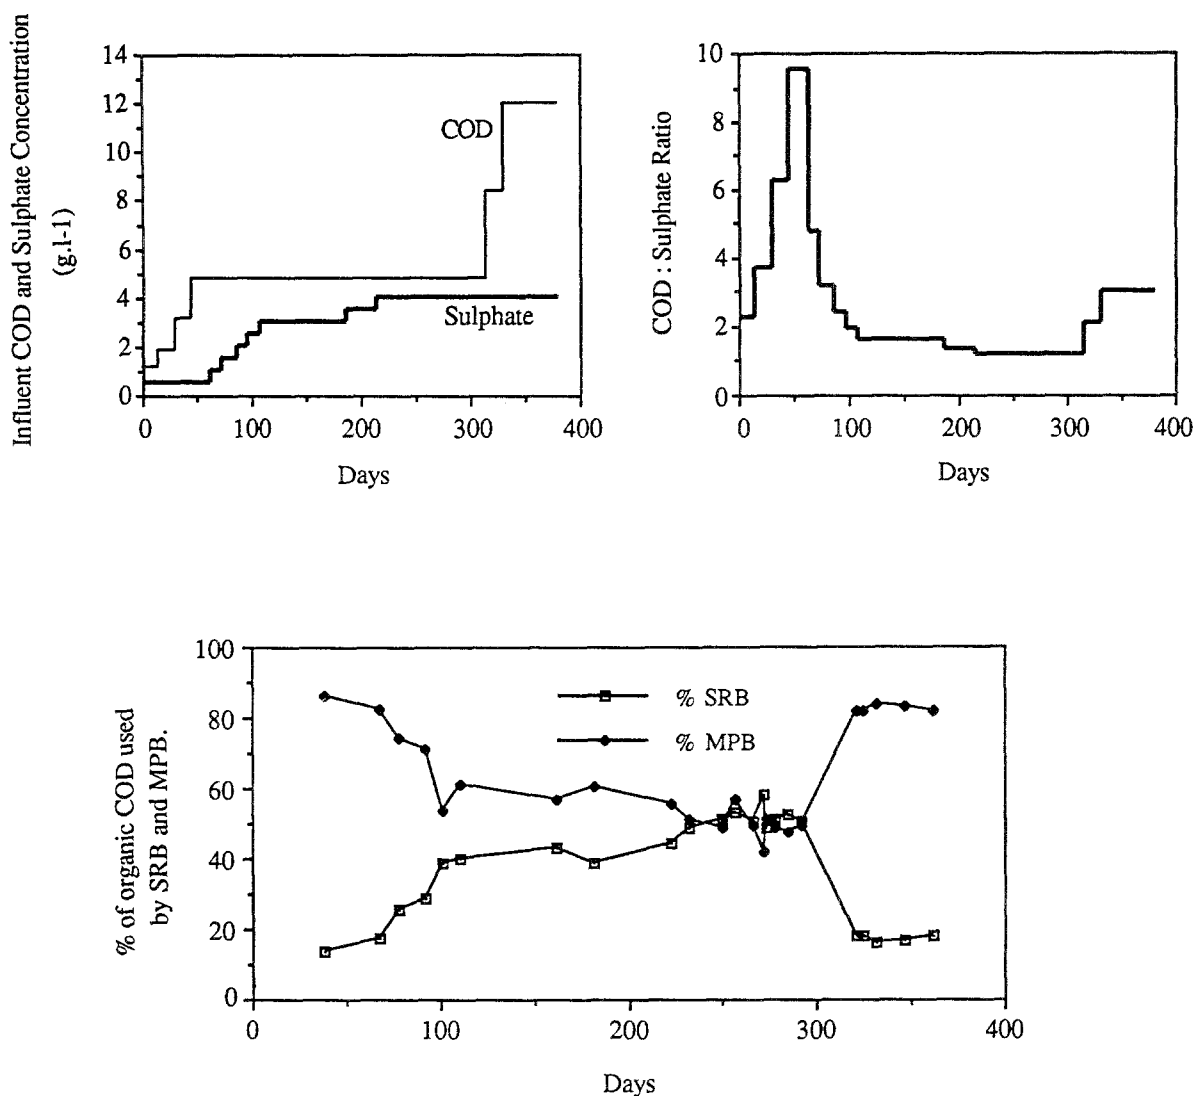 Influent COD and Sulphate Concentration
(g.l-1)
14
12
10
8
6
4
2
0
COD
Sulphate
0 100 200 300 400
Days
COD : Sulphate Ratio
10
8
6
4
2
0
0 100 200 300 400
Days
% of organic COD used
by SRB and MPB.
100
80
60
40
20
0
% SRB
% MPB
0 100 200 300 400
Days